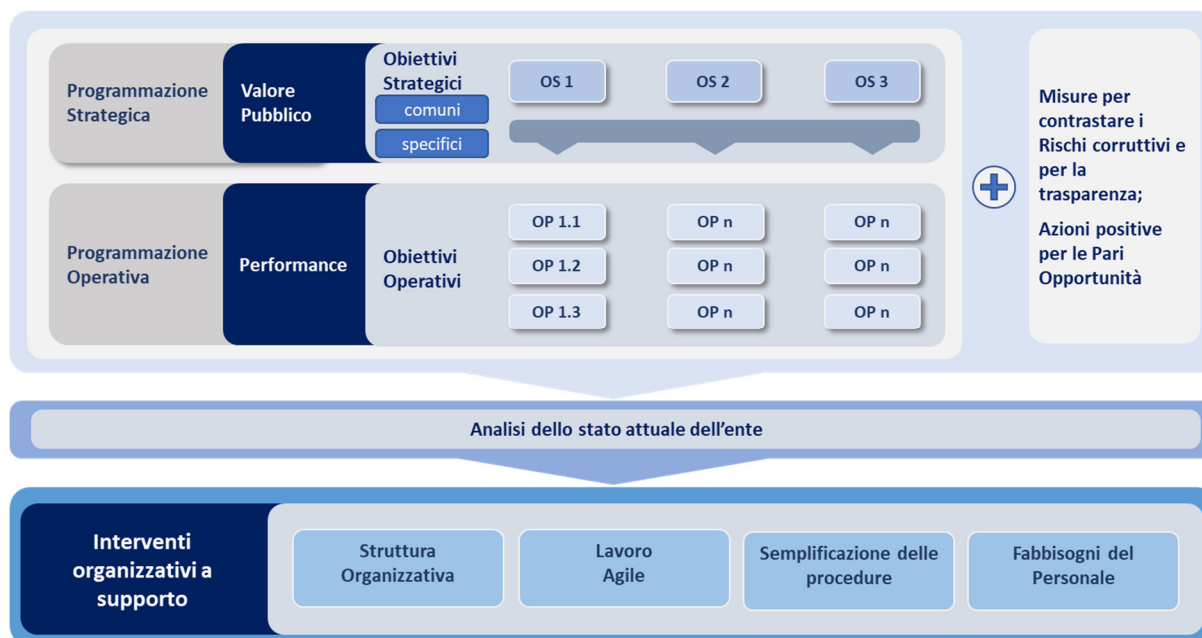 Programmazione
Strategica
Valore
Pubblico
Obiettivi
Strategici
comuni
specifici
OS 1
OS 2
OS 3
Programmazione
Operativa
Performance
Obiettivi
Operativi
OP 1.1
OP n
OP n
OP 1.2
OP n
OP n
OP 1.3
OP n
OP n
Misure per
contrastare i
Rischi corruttivi e
per la
trasparenza;
Azioni positive
per le Pari
Opportunità
Analisi dello stato attuale dell'ente
Interventi
organizzativi a
supporto
Struttura
Organizzativa
Lavoro
Agile
Semplificazione delle
procedure
Fabbisogni del
Personale